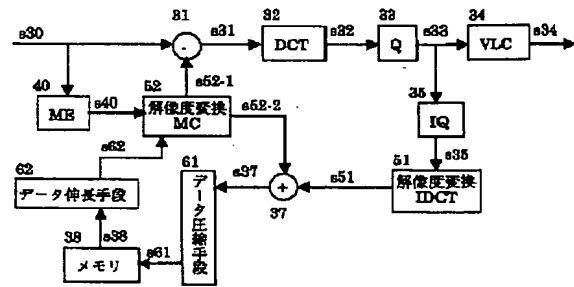 31
32
33
34
s30
-
s31
DCT
s32
Q
s33
VLC
s34
40
52
s52-1
ME
s40
解像度変換
MC
s52-2
35
IQ
s62
s35
62
61
s37
s51
51
データ伸長手段
データ圧縮手段
+
37
解像度変換
IDCT
38
s38
メモリ
s61